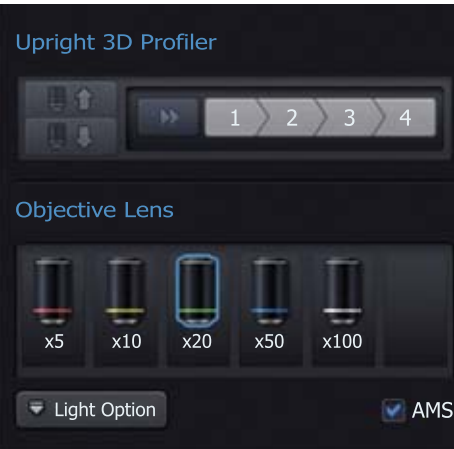 Upright 3D Profiler
1 2 3 4
Objective Lens
x5 x10 x20 x50 x100
Light Option AMS